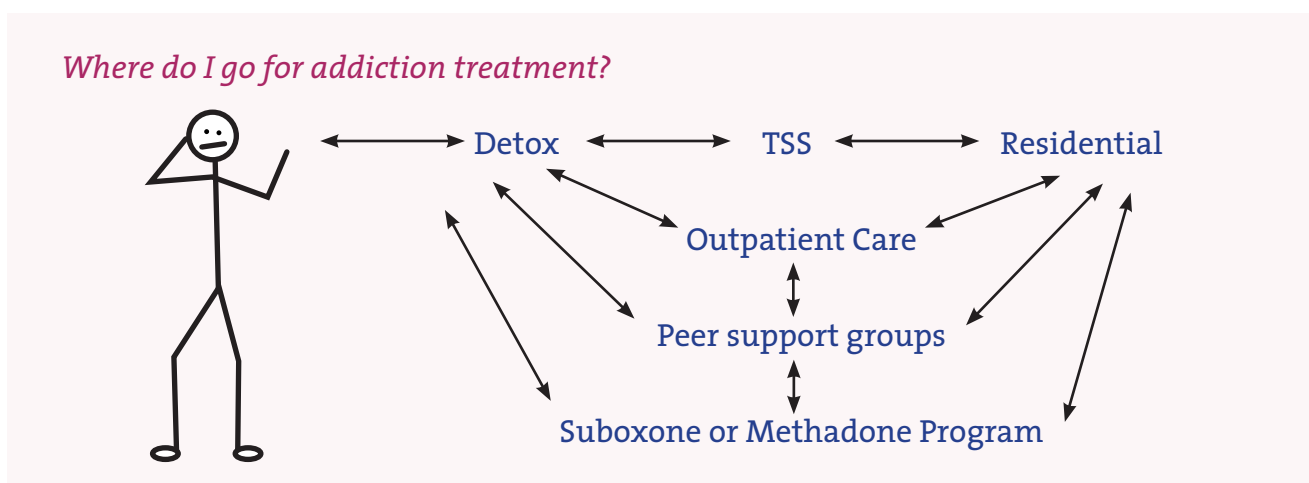 Where do I go for addiction treatment?
Detox TSS Residential
Outpatient Care
Peer support groups
Suboxone or Methadone Program